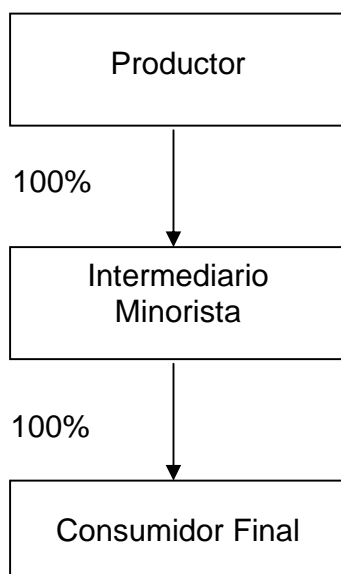 Productor
100%
Intermediario
Minorista
100%
Consumidor Final